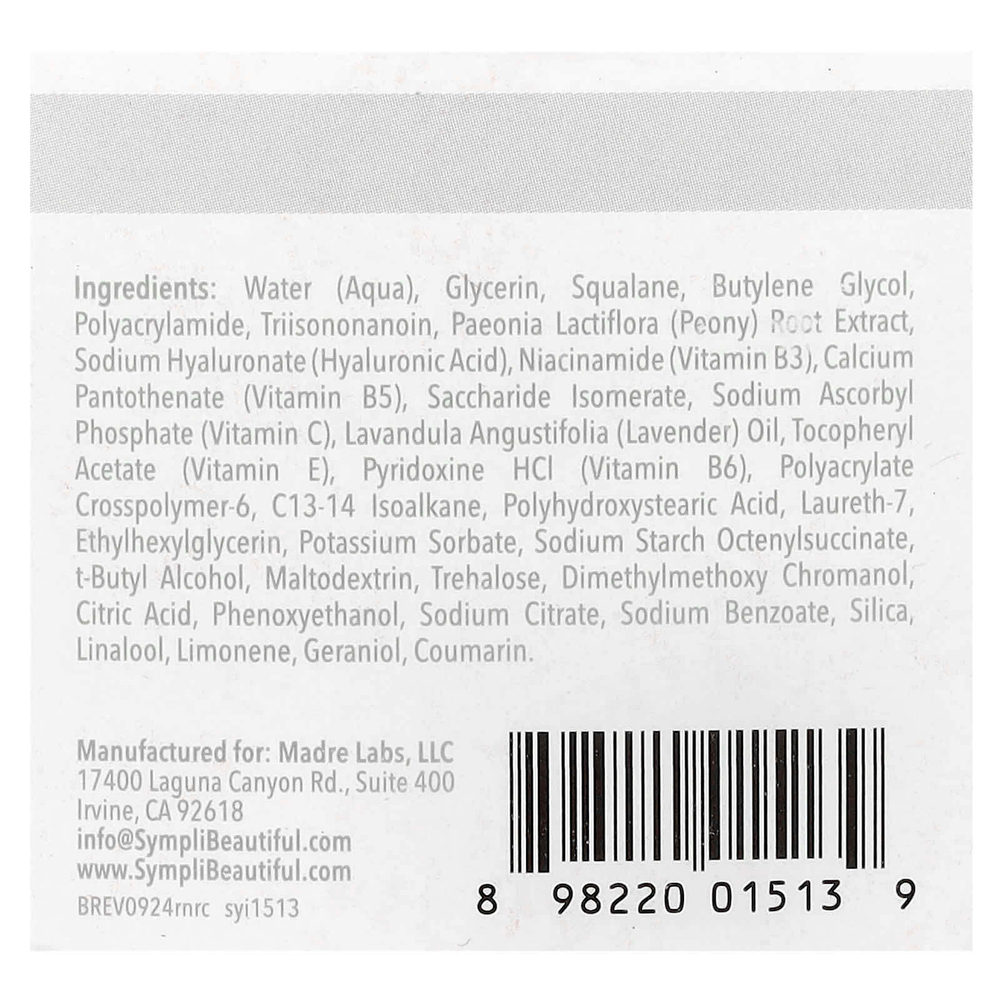 Ingredients: Water (Aqua), Glycerin, Squalane, Butylene Glycol,
Polyacrylamide, Triisononanoin, Paeonia Lactiflora (Peony) Root Extract,
Sodium Hyaluronate (Hyaluronic Acid), Niacinamide (Vitamin B3), Calcium
Pantothenate (Vitamin B5), Saccharide Isomerate, Sodium Ascorbyl
Phosphate (Vitamin C), Lavandula Angustifolia (Lavender) Oil, Tocopheryl
Acetate (Vitamin E), Pyridoxine HCl (Vitamin B6), Polyacrylate
Crosspolymer-6, C13-14 Isoalkane, Polyhydroxystearic Acid, Laureth-7,
Ethylhexylglycerin, Potassium Sorbate, Sodium Starch Octenylsuccinate,
t-Butyl Alcohol, Maltodextrin, Trehalose, Dimethylmethoxy Chromanol,
Citric Acid, Phenoxyethanol, Sodium Citrate, Sodium Benzoate, Silica,
Linalool, Limonene, Geraniol, Coumarin.
Manufactured for: Madre Labs, LLC
17400 Laguna Canyon Rd., Suite 400
Irvine, CA 92618
info@SympliBeautiful.com
www.SympliBeautiful.com
BREV0924rnrc syi1513
8 98220 01513 9